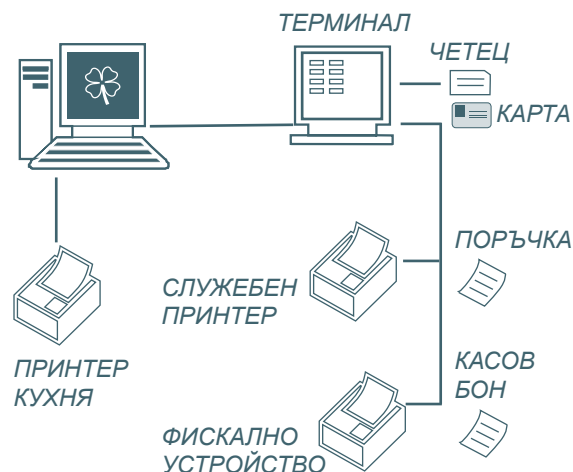 ТЕРМИНАЛ
ЧЕТЕЦ
КАРТА
ПОРЪЧКА
СЛУЖЕБЕН
ПРИНТЕР
ПРИНТЕР
КУХНЯ
КАСОВ
БОН
ФИСКАЛНО
УСТРОЙСТВО